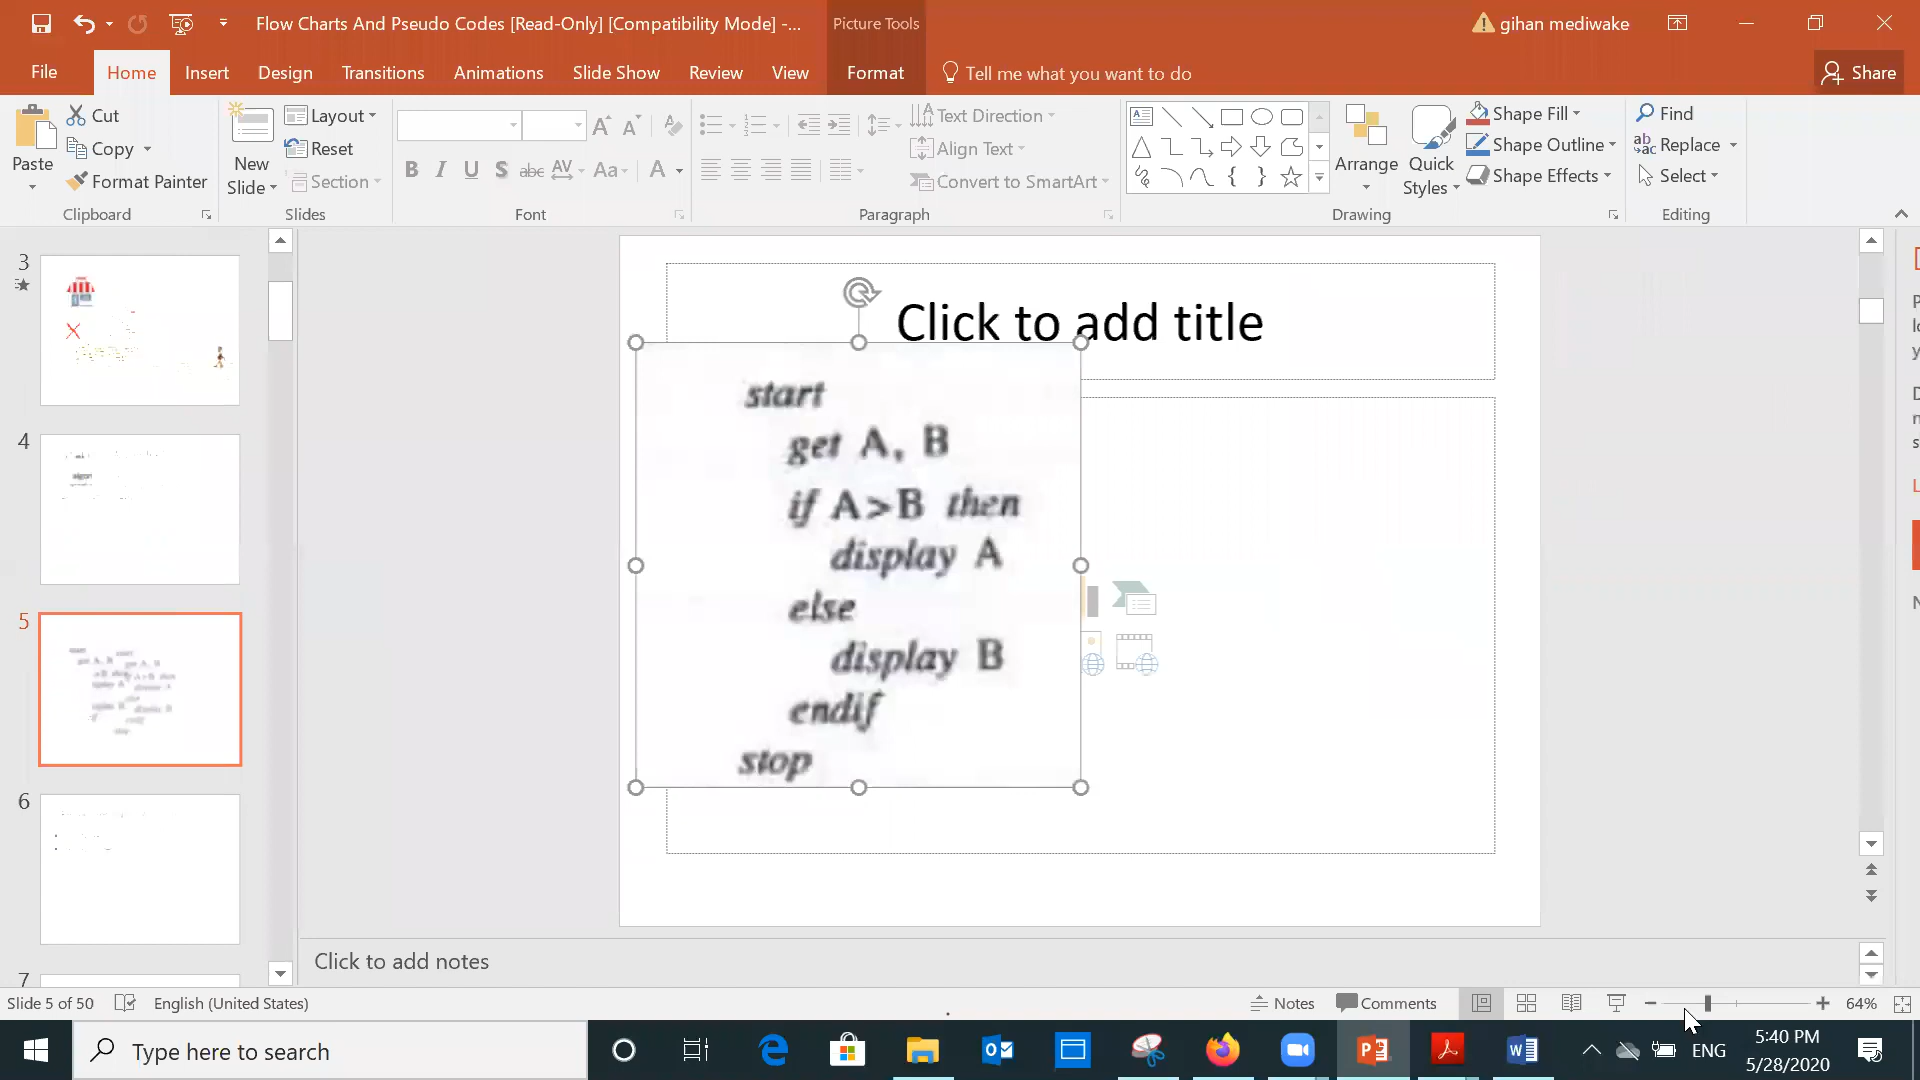 Flow Charts And Pseudo Codes [Read-Only] [Compatibility Mode] -...
Picture Tools
gihan mediwake
File
Home
Insert
Design
Transitions
Animations
Slide Show
Review
View
Format
Tell me what you want to do
Share
Paste
Cut
Copy
Format Painter
Clipboard
New Slide
Layout
Reset
Section
Slides
Font
Text Direction
Align Text
Convert to SmartArt
Paragraph
Arrange
Quick Styles
Shape Fill
Shape Outline
Shape Effects
Drawing
Find
Replace
Select
Editing
3
4
5
6
7
Click to add title
start
get A, B
if A>B then
display A
else
display B
endif
stop
Click to add notes
Slide 5 of 50
English (United States)
Notes
Comments
64%
Type here to search
ENG
5:40 PM
5/28/2020